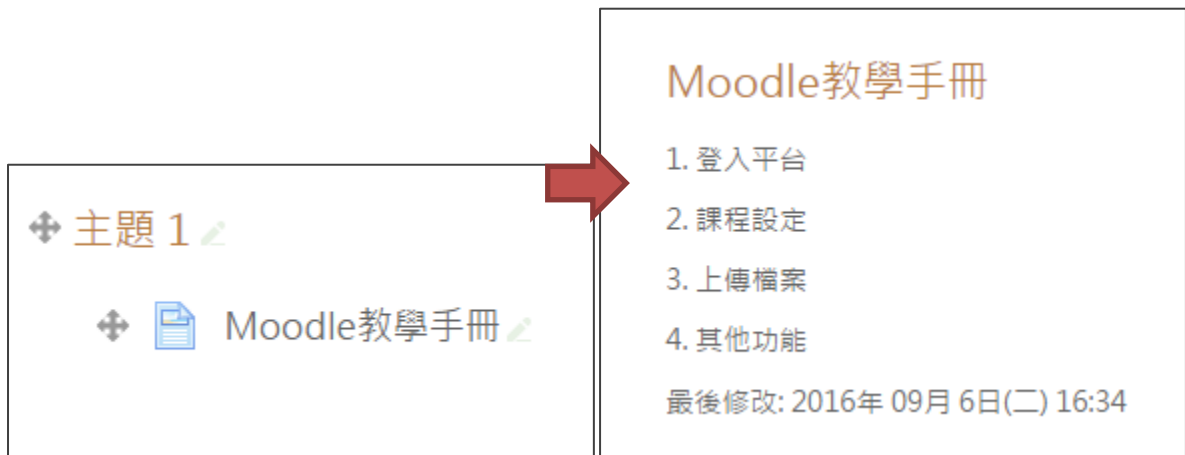 主題 1
Moodle教學手冊
Moodle教學手冊
1. 登入平台
2. 課程設定
3. 上傳檔案
4. 其他功能
最後修改: 2016年 09月 6日(二) 16:34